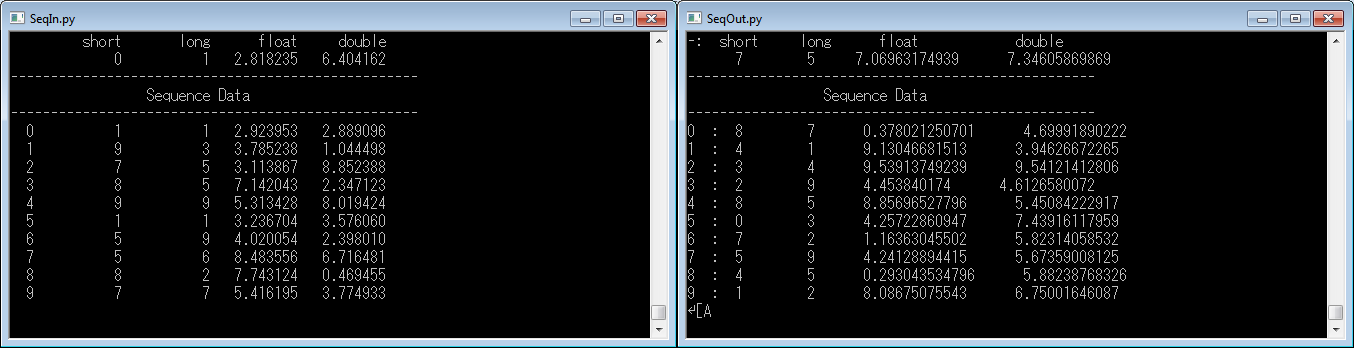 SeqIn.py
short long float double
0 1 2.818235 6.404162
---------------------------------------------
Sequence Data
---------------------------------------------
0 1 1 2.923953 2.889096
1 9 3 3.785238 1.044498
2 7 5 3.113867 8.852388
3 8 5 7.142043 2.347123
4 9 9 5.313428 8.019424
5 1 1 3.236704 3.576060
6 5 9 4.020054 2.398010
7 5 6 8.483556 6.716481
8 8 2 7.743124 0.469455
9 7 7 5.416195 3.774933
SeqOut.py
-: short long float double
7 5 7.06963174939 7.34605869869
---------------------------------------------
Sequence Data
---------------------------------------------
0 : 8 7 0.378021250701 4.69991890222
1 : 4 1 9.13046681513 3.94626672265
2 : 3 4 9.53913749239 9.54121412806
3 : 2 9 4.453840174 4.6126580072
4 : 8 5 8.85696527796 5.45084222917
5 : 0 3 4.25722860947 7.43916117959
6 : 7 2 1.16363045502 5.82314058532
7 : 5 9 4.24128894415 5.67359008125
8 : 4 5 0.293043534796 5.88238768326
9 : 1 2 8.08675075543 6.75001646087
↵[A